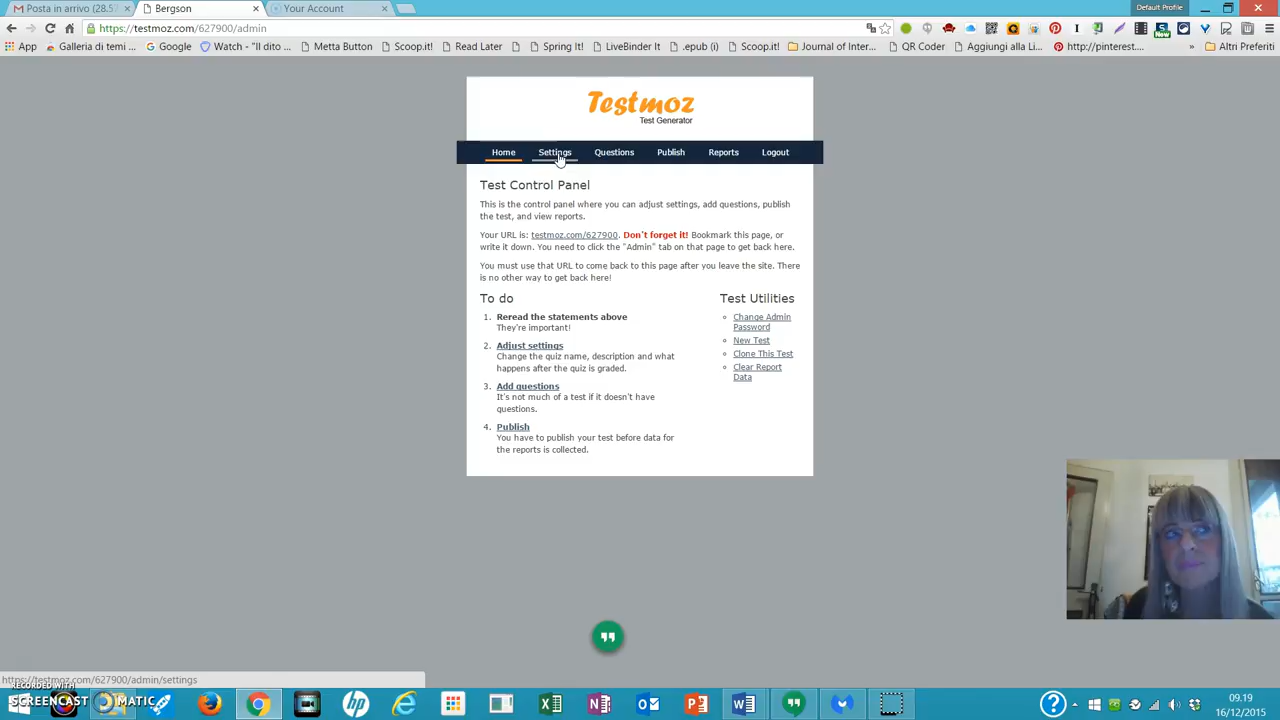 Posta in arrivo (28.5
Bergson
Your Account
Default Profile
https://testmoz.com/627900/admin
App
Galleria di temi ...
Google
Watch - "Il dito ...
Metta Button
Scoop.it!
Read Later
Spring It!
LiveBinder It
.epub (i)
Scoop.it!
Journal of Inter...
QR Coder
Aggiungi alla Li...
http://pinterest....
»
Altri Preferiti
New
Testmoz
Test Generator
Home
Settings
Questions
Publish
Reports
Logout
Test Control Panel
This is the control panel where you can adjust settings, add questions, publish
the test, and view reports.
Your URL is: testmoz.com/627900. Don't forget it! Bookmark this page, or
write it down. You need to click the "Admin" tab on that page to get back here.
You must use that URL to come back to this page after you leave the site. There
is no other way to get back here!
To do
1. Reread the statements above
They're important!
2. Adjust settings
Change the quiz name, description and what
happens after the quiz is graded.
3. Add questions
It's not much of a test if it doesn't have
questions.
4. Publish
You have to publish your test before data for
the reports is collected.
Test Utilities
Change Admin
Password
New Test
Clone This Test
Clear Report
Data
https://testmoz.com/627900/admin/settings
RECORDED WITH
SCREENCAST MATIC
09.19
16/12/2015